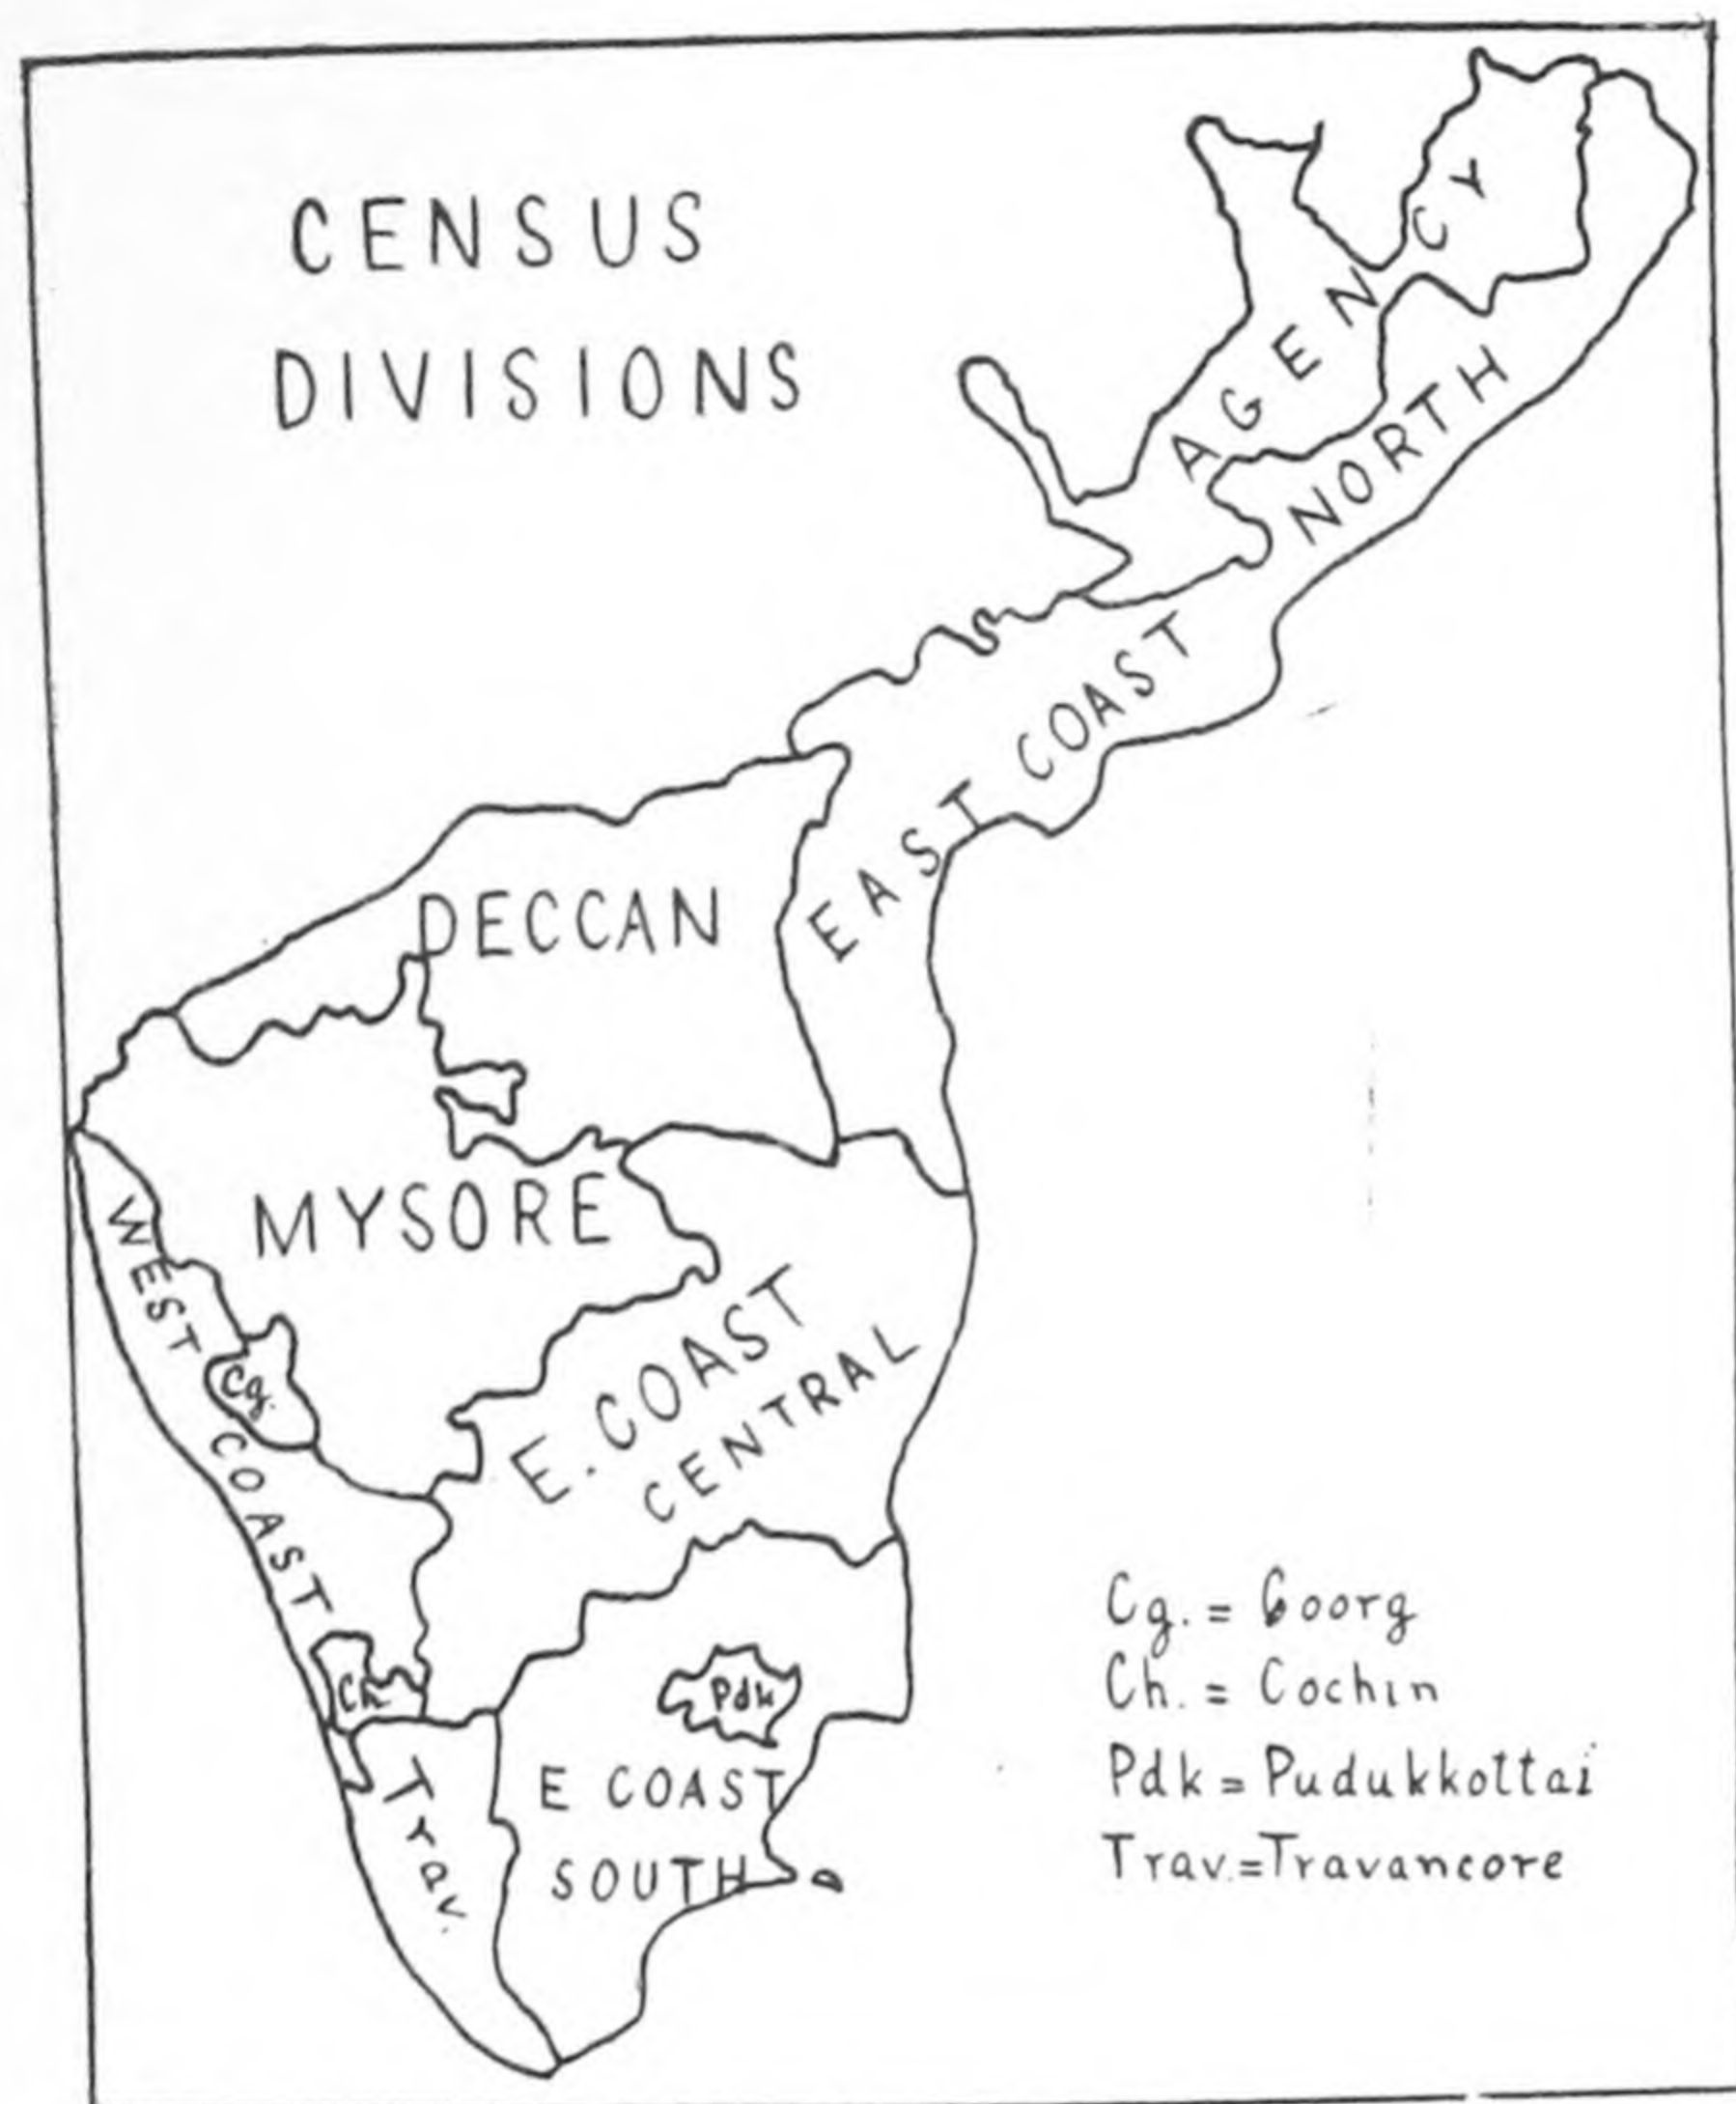 CENSUS
DIVISIONS
AGENCY
EAST COAST NORTH
DECCAN
MYSORE
WEST COAST
Cg.
E. COAST
CENTRAL
Ch
Pdk
Trav.
E COAST
SOUTH
Cg. = Coorg
Ch. = Cochin
Pdk = Pudukkottai
Trav. = Travancore